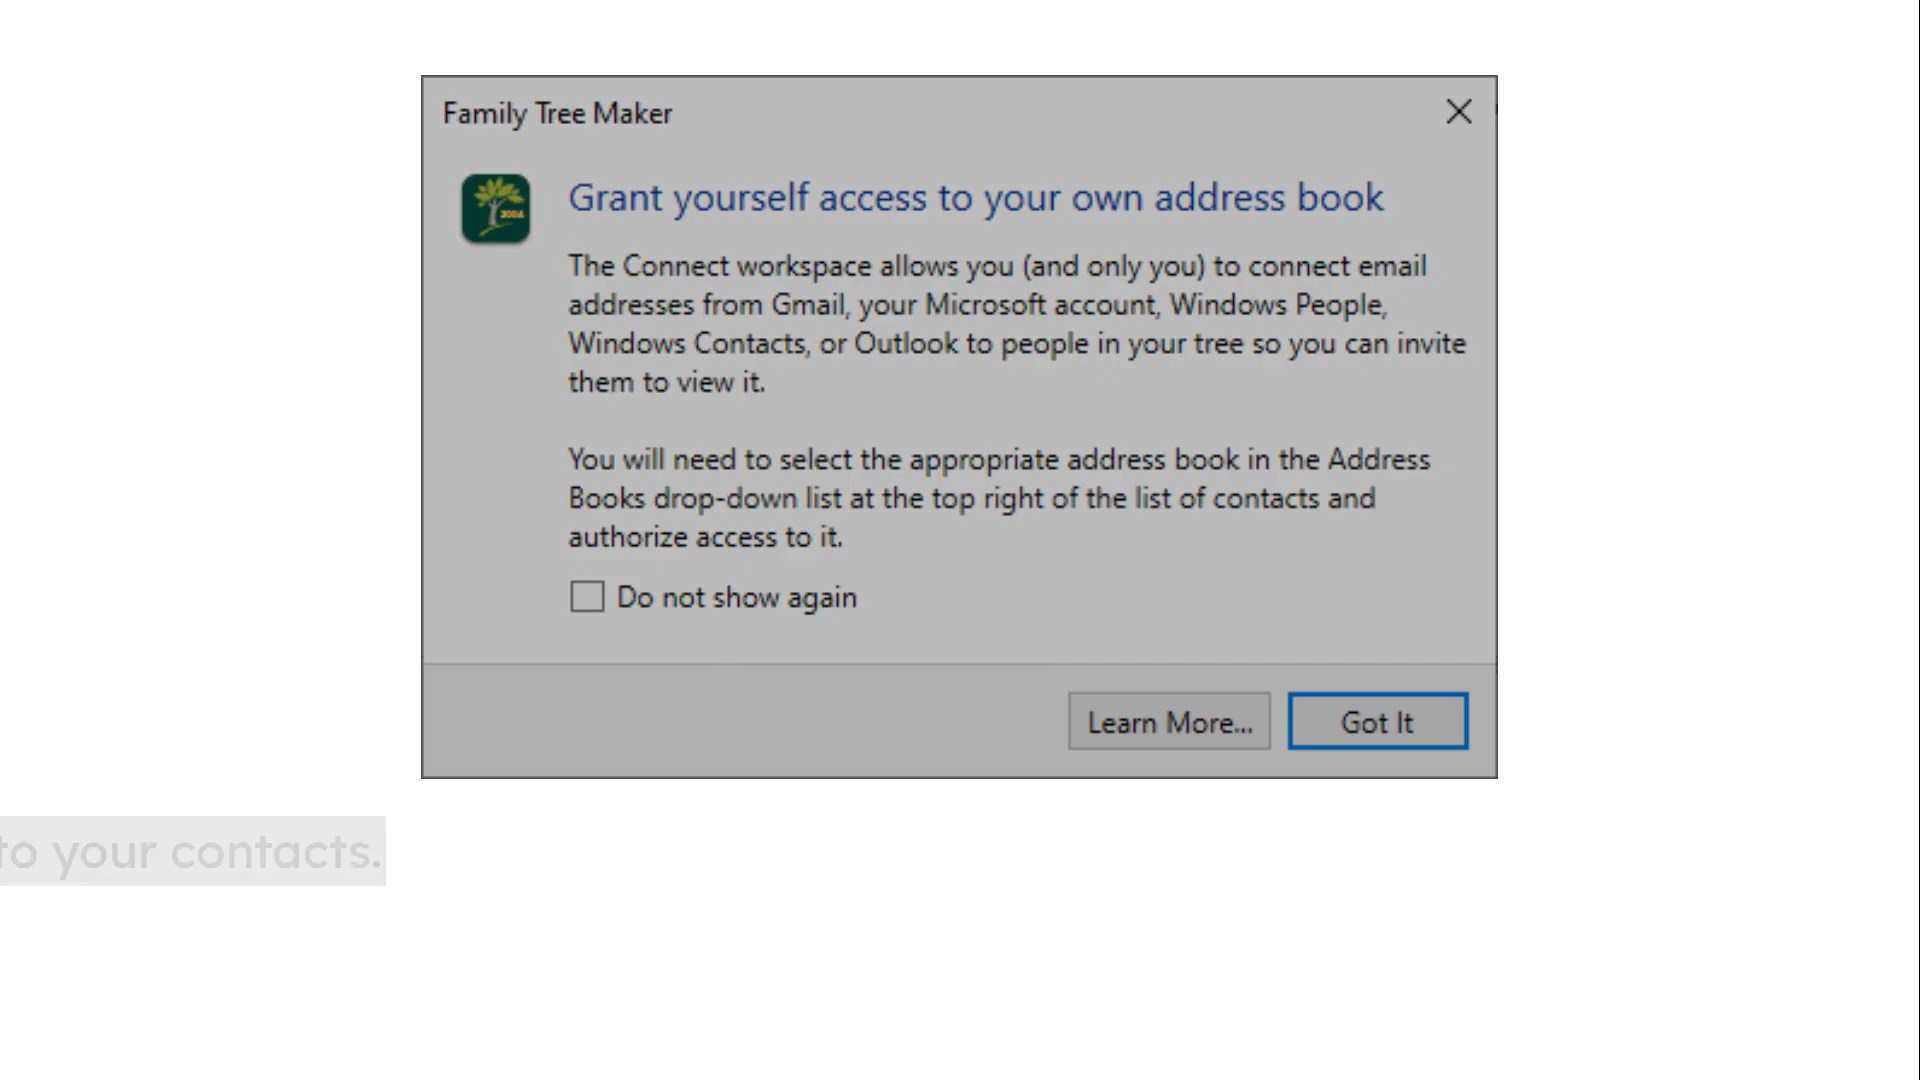 Family Tree Maker
Grant yourself access to your own address book
The Connect workspace allows you (and only you) to connect email
addresses from Gmail, your Microsoft account, Windows People,
Windows Contacts, or Outlook to people in your tree so you can invite
them to view it.
You will need to select the appropriate address book in the Address
Books drop-down list at the top right of the list of contacts and
authorize access to it.
Do not show again
Learn More...
Got It
to your contacts.